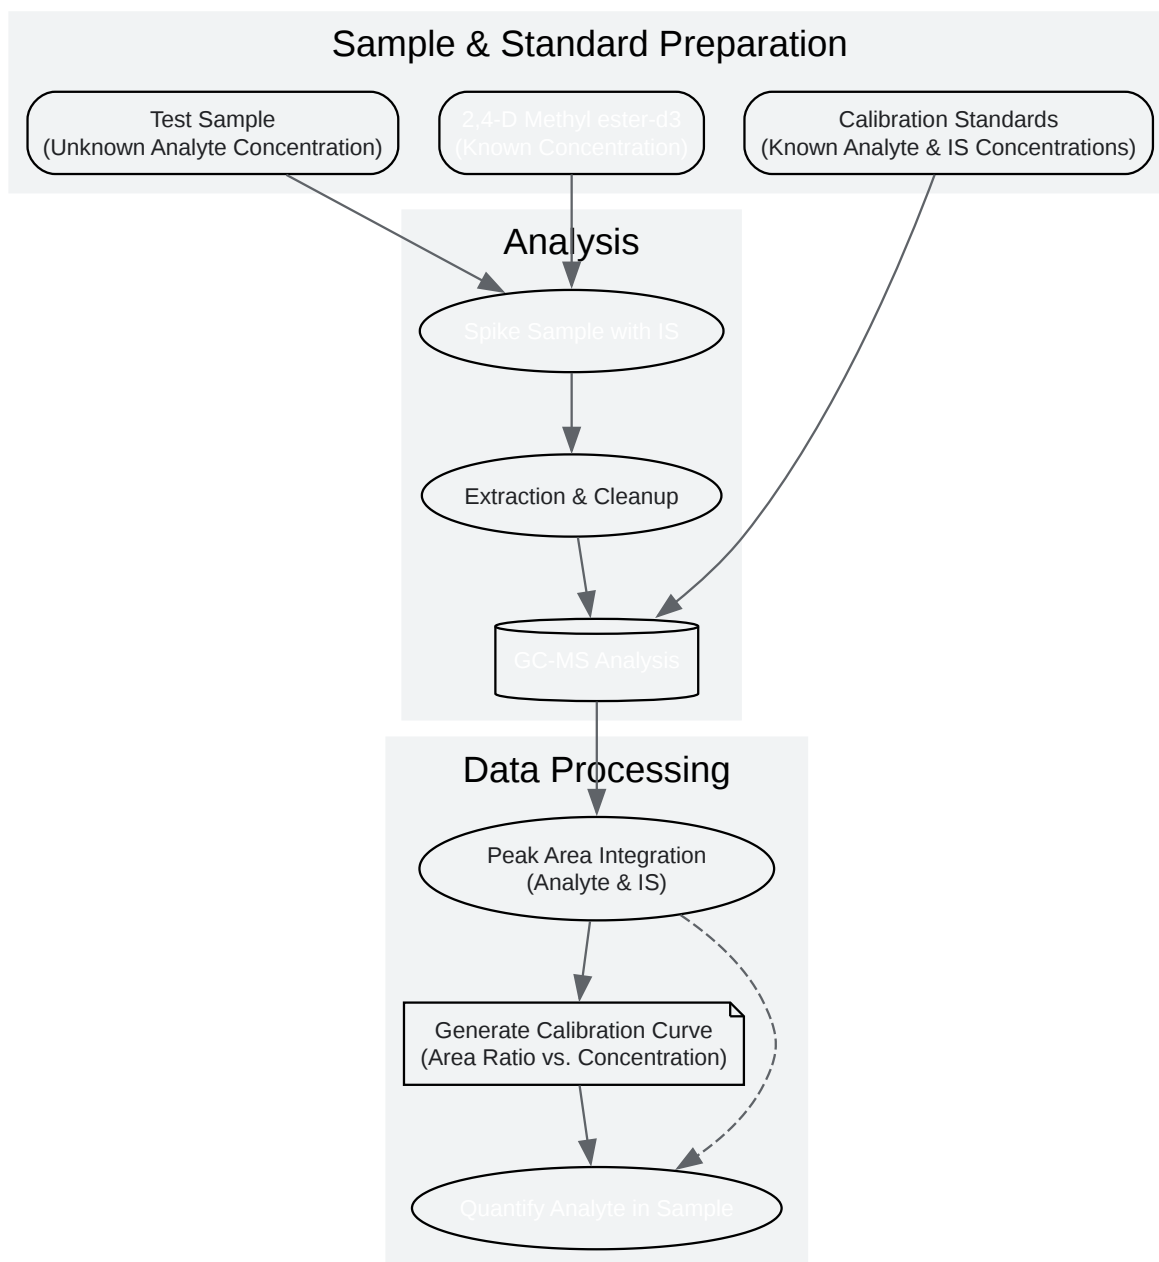 Sample & Standard Preparation
Test Sample
(Unknown Analyte Concentration)
2,4-D Methyl ester-d3
(Known Concentration)
Calibration Standards
(Known Analyte & IS Concentrations)
Analysis
Spike Sample with IS
Extraction & Cleanup
GC-MS Analysis
Data Processing
Peak Area Integration
(Analyte & IS)
Generate Calibration Curve
(Area Ratio vs. Concentration)
Quantify Analyte in Sample